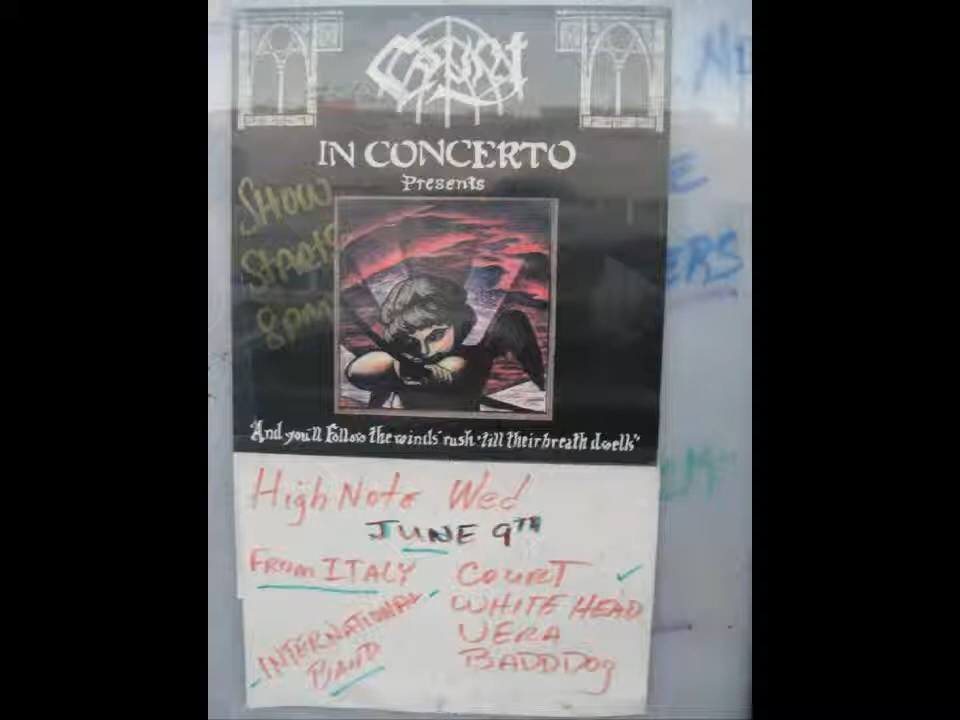 COURT
IN CONCERTO
Presents
SHOW
STARTS
8pm
"And you'll follow the winds' rush 'till their breath dwells"
High Note Wed
JUNE 9TH
FROM ITALY
INTERNATIONAL
BAND
COURT ✓
WHITE HEAD
VERA
BADDDOg
ERS